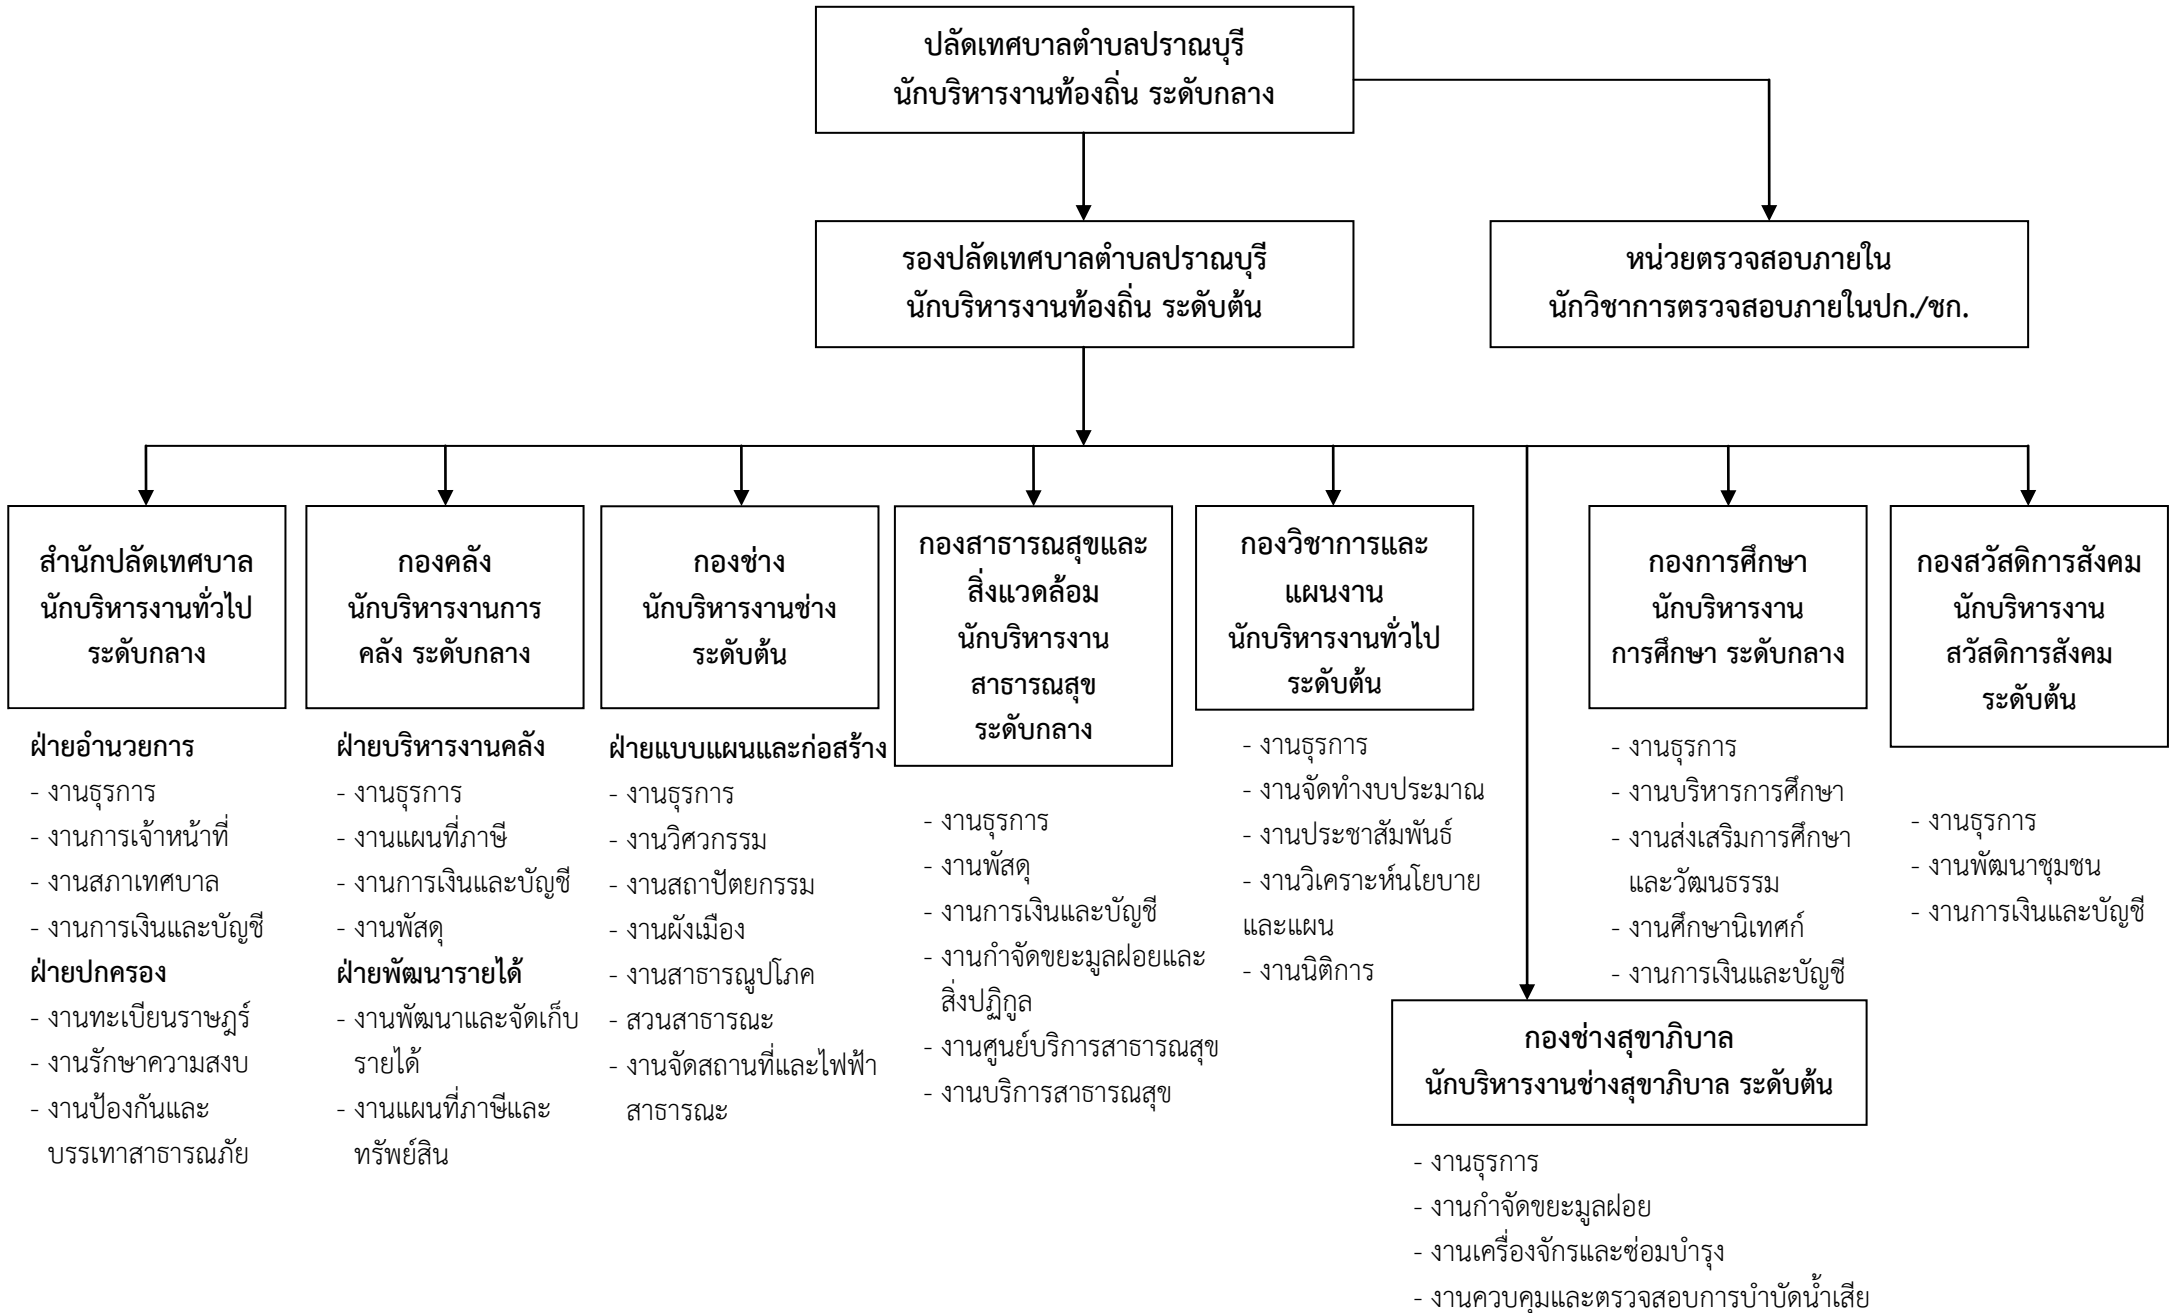 ปลัดเทศบาลตำบลปราณบุรี
นักบริหารงานท้องถิ่น ระดับกลาง
รองปลัดเทศบาลตำบลปราณบุรี
นักบริหารงานท้องถิ่น ระดับต้น
หน่วยตรวจสอบภายใน
นักวิชาการตรวจสอบภายในปก./ชก.
สำนักปลัดเทศบาล
นักบริหารงานทั่วไป
ระดับกลาง
ฝ่ายอำนวยการ
- งานธุรการ
- งานการเจ้าหน้าที่
- งานสภาเทศบาล
- งานการเงินและบัญชี
ฝ่ายปกครอง
- งานทะเบียนราษฎร์
- งานรักษาความสงบ
- งานป้องกันและ
บรรเทาสาธารณภัย
กองคลัง
นักบริหารงานการ
คลัง ระดับกลาง
ฝ่ายบริหารงานคลัง
- งานธุรการ
- งานแผนที่ภาษี
- งานการเงินและบัญชี
- งานพัสดุ
ฝ่ายพัฒนารายได้
- งานพัฒนาและจัดเก็บ
รายได้
- งานแผนที่ภาษีและ
ทรัพย์สิน
กองช่าง
นักบริหารงานช่าง
ระดับต้น
ฝ่ายแบบแผนและก่อสร้าง
- งานธุรการ
- งานวิศวกรรม
- งานสถาปัตยกรรม
- งานผังเมือง
- งานสาธารณูปโภค
- สวนสาธารณะ
- งานจัดสถานที่และไฟฟ้า
สาธารณะ
กองสาธารณสุขและ
สิ่งแวดล้อม
นักบริหารงาน
สาธารณสุข
ระดับกลาง
- งานธุรการ
- งานพัสดุ
- งานการเงินและบัญชี
- งานกำจัดขยะมูลฝอยและ
สิ่งปฏิกูล
- งานศูนย์บริการสาธารณสุข
- งานบริการสาธารณสุข
กองวิชาการและ
แผนงาน
นักบริหารงานทั่วไป
ระดับต้น
- งานธุรการ
- งานจัดทำงบประมาณ
- งานประชาสัมพันธ์
- งานวิเคราะห์นโยบาย
และแผน
- งานนิติการ
กองช่างสุขาภิบาล
นักบริหารงานช่างสุขาภิบาล ระดับต้น
- งานธุรการ
- งานกำจัดขยะมูลฝอย
- งานเครื่องจักรและซ่อมบำรุง
- งานควบคุมและตรวจสอบการบำบัดน้ำเสีย
กองการศึกษา
นักบริหารงาน
การศึกษา ระดับกลาง
- งานธุรการ
- งานบริหารการศึกษา
- งานส่งเสริมการศึกษา
และวัฒนธรรม
- งานศึกษานิเทศก์
- งานการเงินและบัญชี
กองสวัสดิการสังคม
นักบริหารงาน
สวัสดิการสังคม
ระดับต้น
- งานธุรการ
- งานพัฒนาชุมชน
- งานการเงินและบัญชี